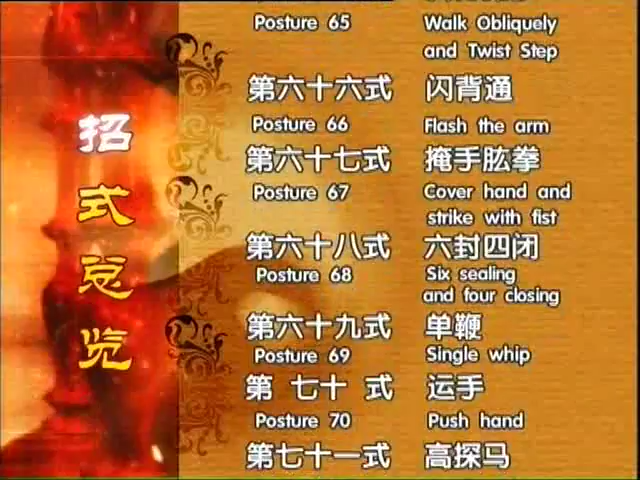 招式总览
Posture 65 Walk Obliquely
and Twist Step
第六十六式 闪背通
Posture 66 Flash the arm
第六十七式 掩手肱拳
Posture 67 Cover hand and
strike with fist
第六十八式 六封四闭
Posture 68 Six sealing
and four closing
第六十九式 单鞭
Posture 69 Single whip
第 七十 式 运手
Posture 70 Push hand
第七十一式 高探马